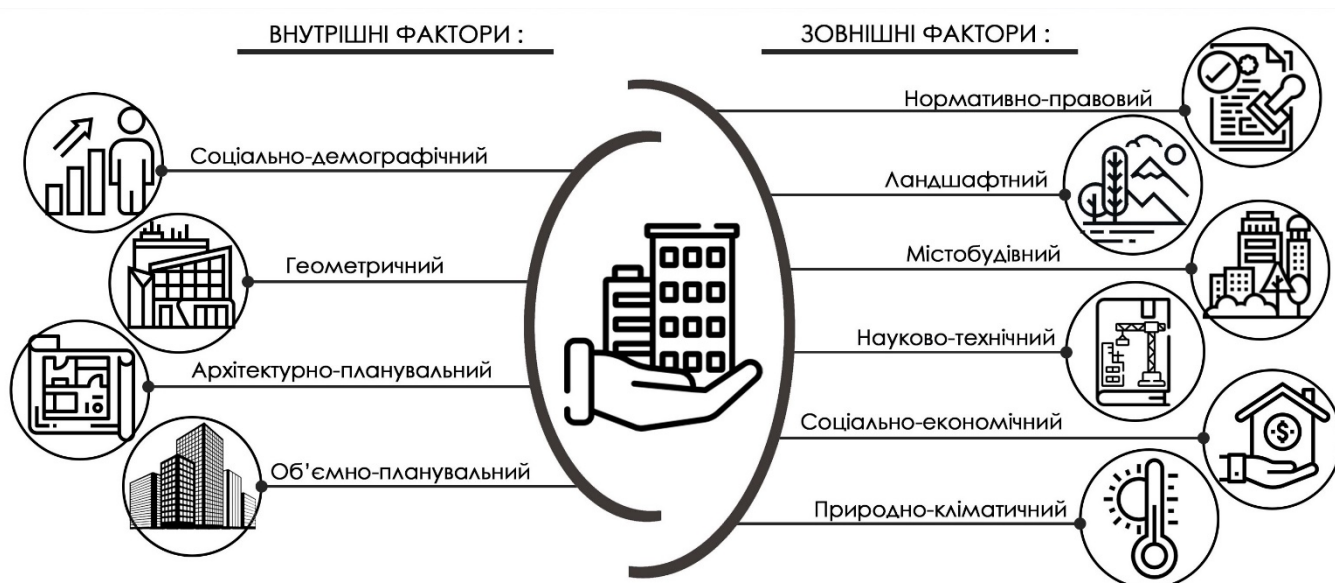 ВНУТРІШНІ ФАКТОРИ :
Соціально-демографічний
Геометричний
Архітектурно-планувальний
Об’ємно-планувальний
ЗОВНІШНІ ФАКТОРИ :
Нормативно-правовий
Ландшафтний
Містобудівний
Науково-технічний
Соціально-економічний
Природно-кліматичний